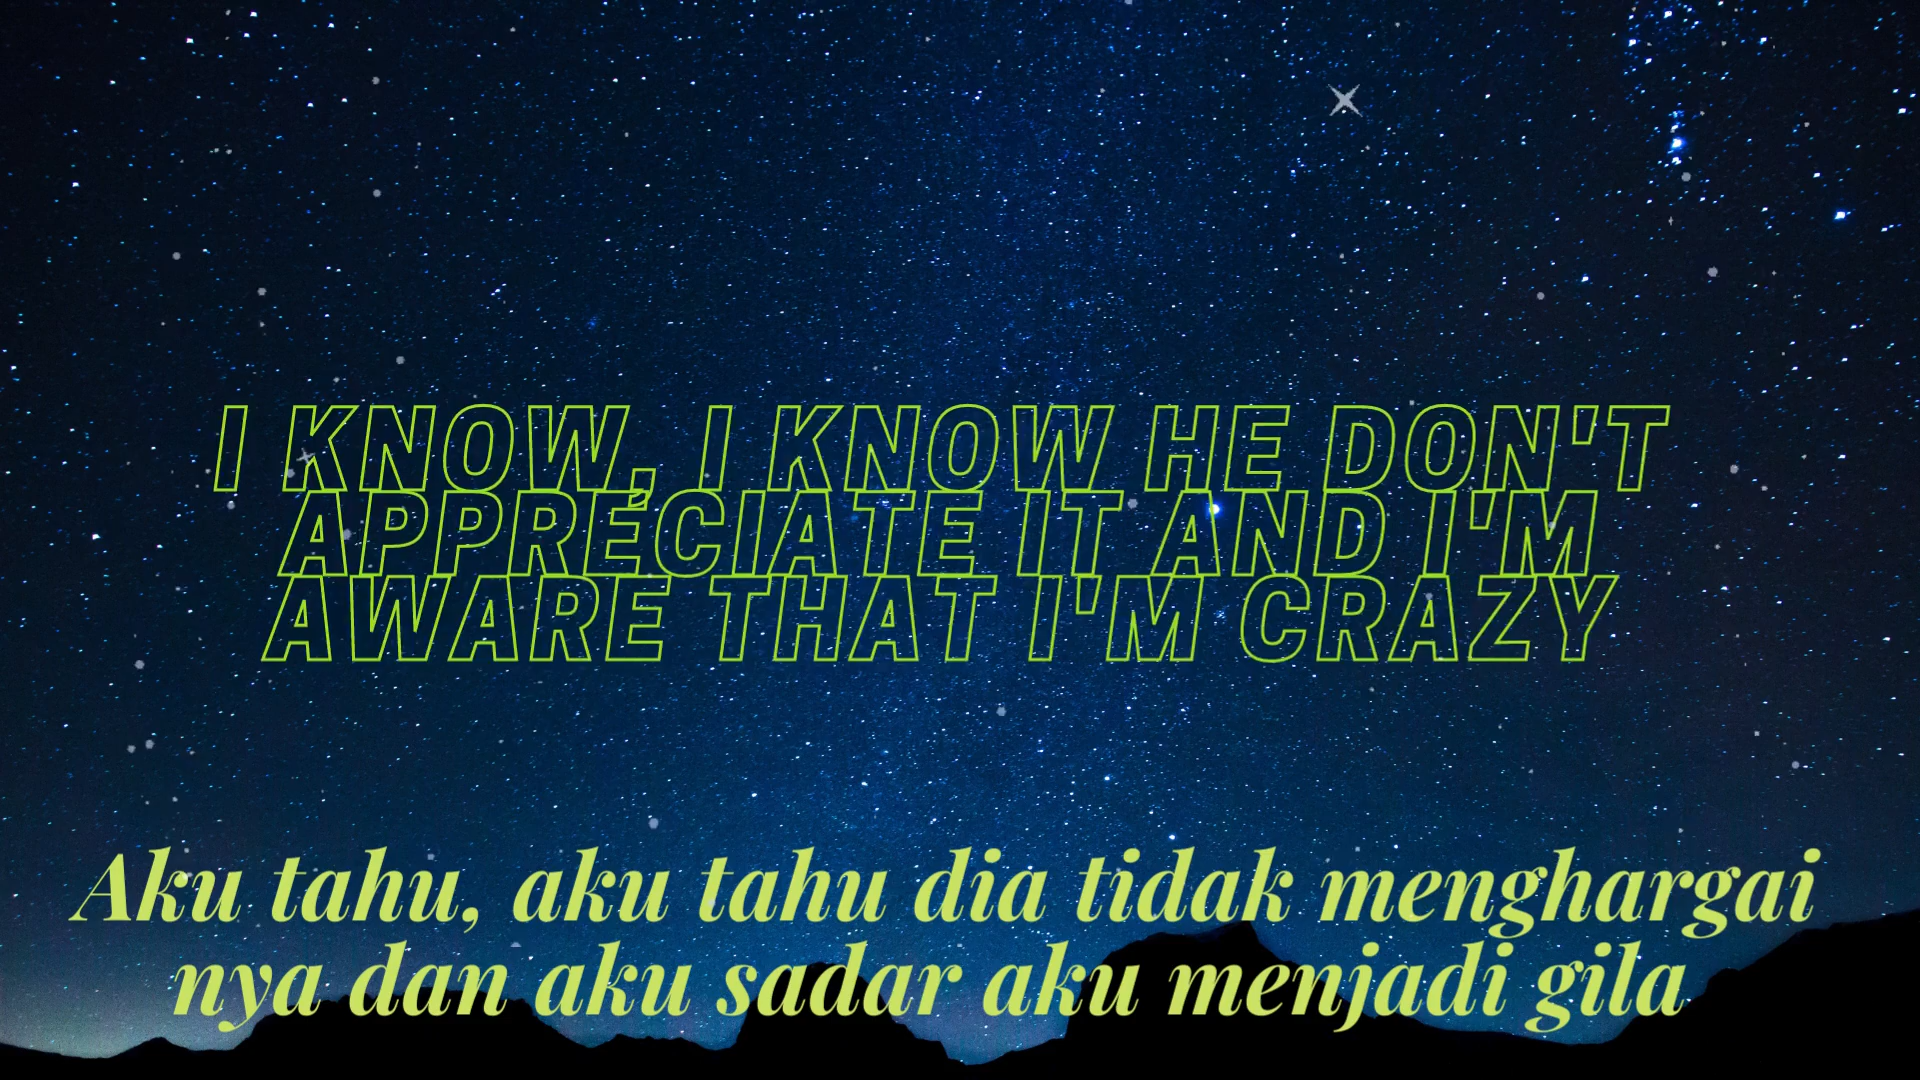 I KNOW, I KNOW HE DON'T
APPRECIATE IT AND I'M
AWARE THAT I'M CRAZY
Aku tahu, aku tahu dia tidak menghargai
nya dan aku sadar aku menjadi gila